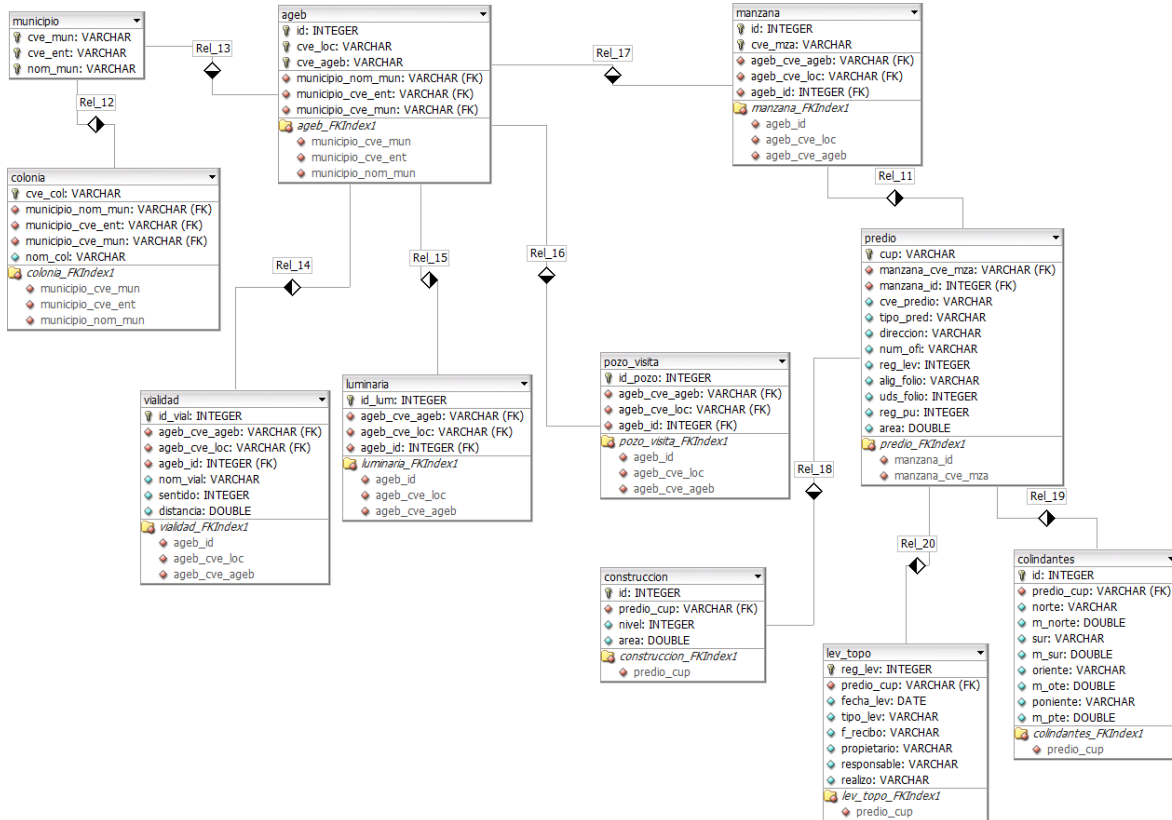 municipio
cve_mun: VARCHAR
cve_ent: VARCHAR
nom_mun: VARCHAR
Rel_13
Rel_12
ageb
id: INTEGER
cve_loc: VARCHAR
cve_ageb: VARCHAR
municipio_nom_mun: VARCHAR (FK)
municipio_cve_ent: VARCHAR (FK)
municipio_cve_mun: VARCHAR (FK)
ageb_FKIndex1
municipio_cve_mun
municipio_cve_ent
municipio_nom_mun
Rel_17
manzana
id: INTEGER
cve_mza: VARCHAR
ageb_cve_ageb: VARCHAR (FK)
ageb_cve_loc: VARCHAR (FK)
ageb_id: INTEGER (FK)
manzana_FKIndex1
ageb_id
ageb_cve_loc
ageb_cve_ageb
Rel_11
colonia
cve_col: VARCHAR
municipio_nom_mun: VARCHAR (FK)
municipio_cve_ent: VARCHAR (FK)
municipio_cve_mun: VARCHAR (FK)
nom_col: VARCHAR
colonia_FKIndex1
municipio_cve_mun
municipio_cve_ent
municipio_nom_mun
Rel_14
Rel_15
Rel_16
predio
cup: VARCHAR
manzana_cve_mza: VARCHAR (FK)
manzana_id: INTEGER (FK)
cve_predio: VARCHAR
tipo_pred: VARCHAR
direccion: VARCHAR
num_ofi: VARCHAR
reg_lev: INTEGER
alig_folio: VARCHAR
uds_folio: INTEGER
reg_pu: INTEGER
area: DOUBLE
predio_FKIndex1
manzana_id
manzana_cve_mza
vialidad
id_vial: INTEGER
ageb_cve_ageb: VARCHAR (FK)
ageb_cve_loc: VARCHAR (FK)
ageb_id: INTEGER (FK)
nom_vial: VARCHAR
sentido: INTEGER
distancia: DOUBLE
vialidad_FKIndex1
ageb_id
ageb_cve_loc
ageb_cve_ageb
luminaria
id_lum: INTEGER
ageb_cve_ageb: VARCHAR (FK)
ageb_cve_loc: VARCHAR (FK)
ageb_id: INTEGER (FK)
luminaria_FKIndex1
ageb_id
ageb_cve_loc
ageb_cve_ageb
pozo_visita
id_pozo: INTEGER
ageb_cve_ageb: VARCHAR (FK)
ageb_cve_loc: VARCHAR (FK)
ageb_id: INTEGER (FK)
pozo_visita_FKIndex1
ageb_id
ageb_cve_loc
ageb_cve_ageb
Rel_18
Rel_19
Rel_20
construccion
id: INTEGER
predio_cup: VARCHAR (FK)
nivel: INTEGER
area: DOUBLE
construccion_FKIndex1
predio_cup
lev_topo
reg_lev: INTEGER
predio_cup: VARCHAR (FK)
fecha_lev: DATE
tipo_lev: VARCHAR
f_recibo: VARCHAR
propietario: VARCHAR
responsable: VARCHAR
realizo: VARCHAR
lev_topo_FKIndex1
predio_cup
colindantes
id: INTEGER
predio_cup: VARCHAR (FK)
norte: VARCHAR
m_norte: DOUBLE
sur: VARCHAR
m_sur: DOUBLE
oriente: VARCHAR
m_ote: DOUBLE
poniente: VARCHAR
m_pte: DOUBLE
colindantes_FKIndex1
predio_cup